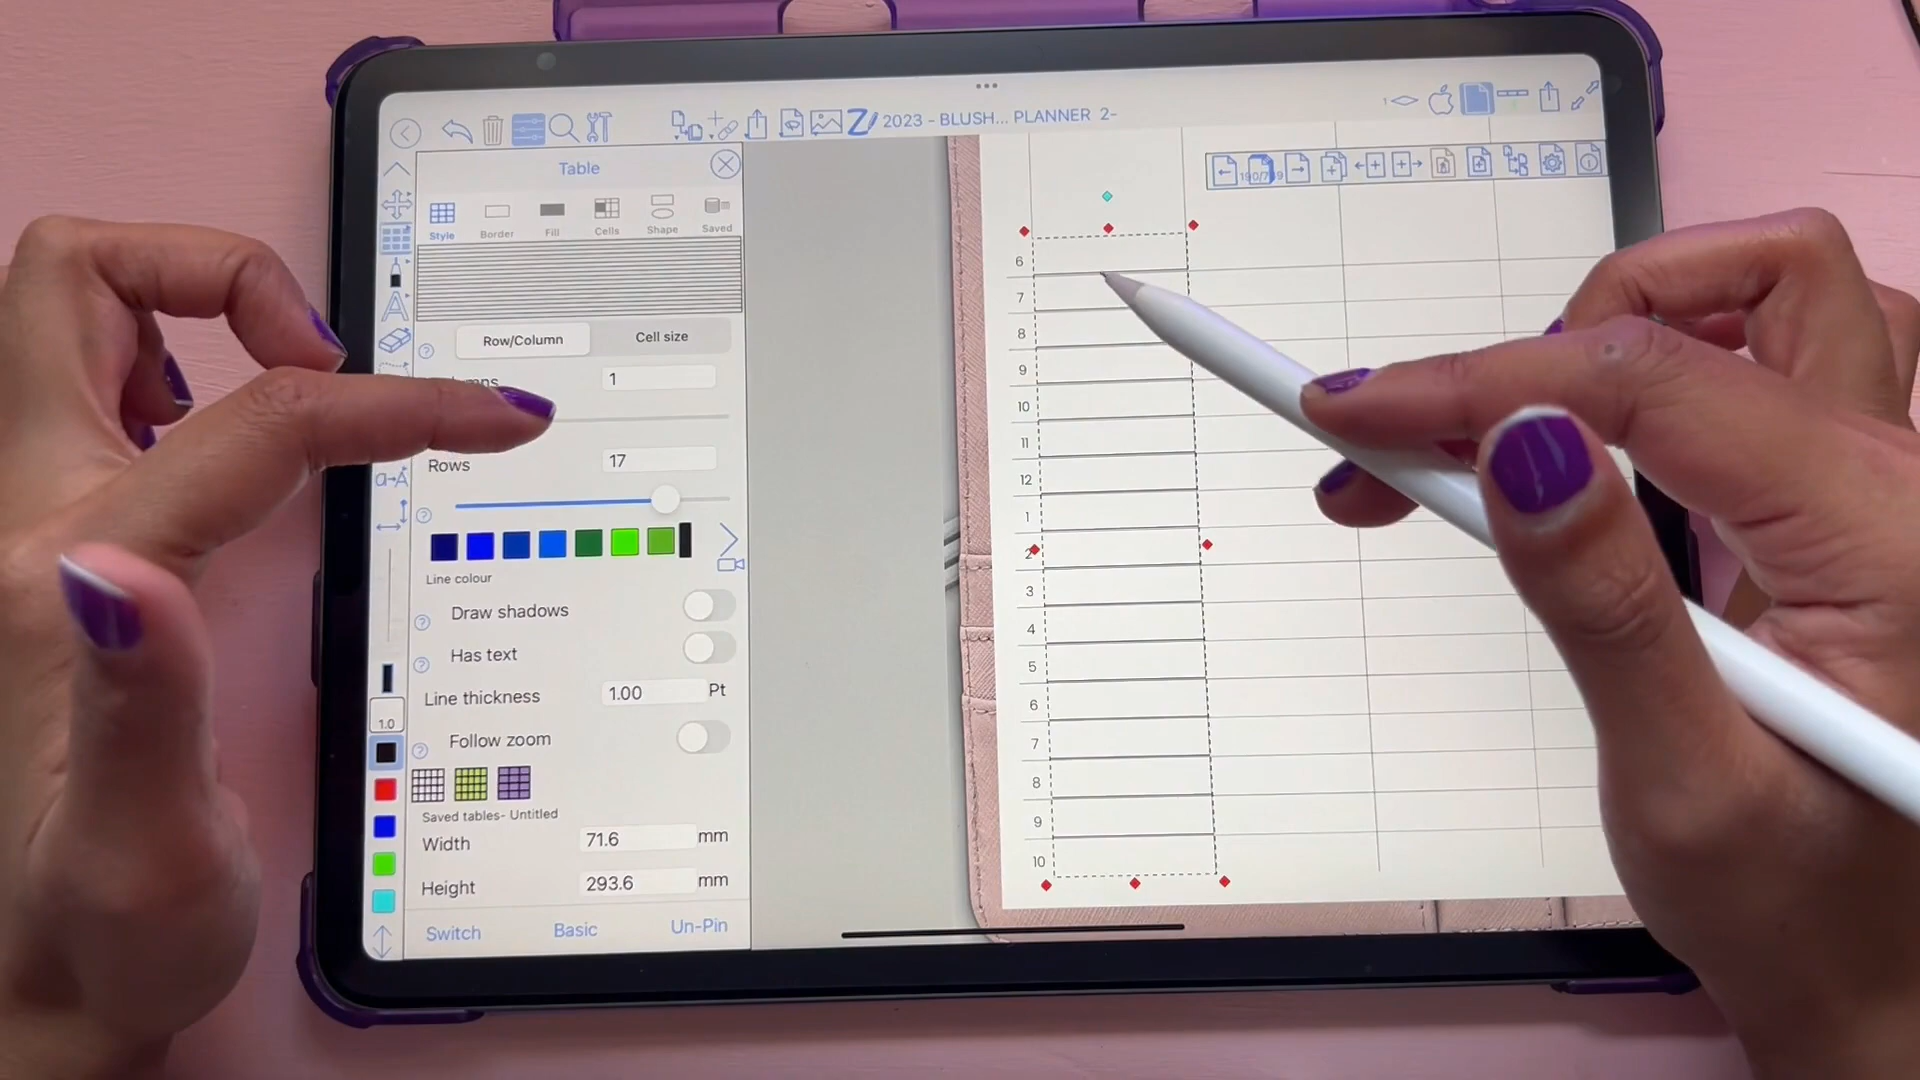 2023 - BLUSH... PLANNER 2-
Table
Style
Border
Fill
Cells
Shape
Saved
Row/Column
Cell size
1
Rows
17
Line colour
Draw shadows
Has text
Line thickness
1.00
Pt
Follow zoom
Saved tables- Untitled
Width
71.6
mm
Height
293.6
mm
Switch
Basic
Un-Pin
1.0
6
7
8
9
10
11
12
1
2
3
4
5
6
7
8
9
10